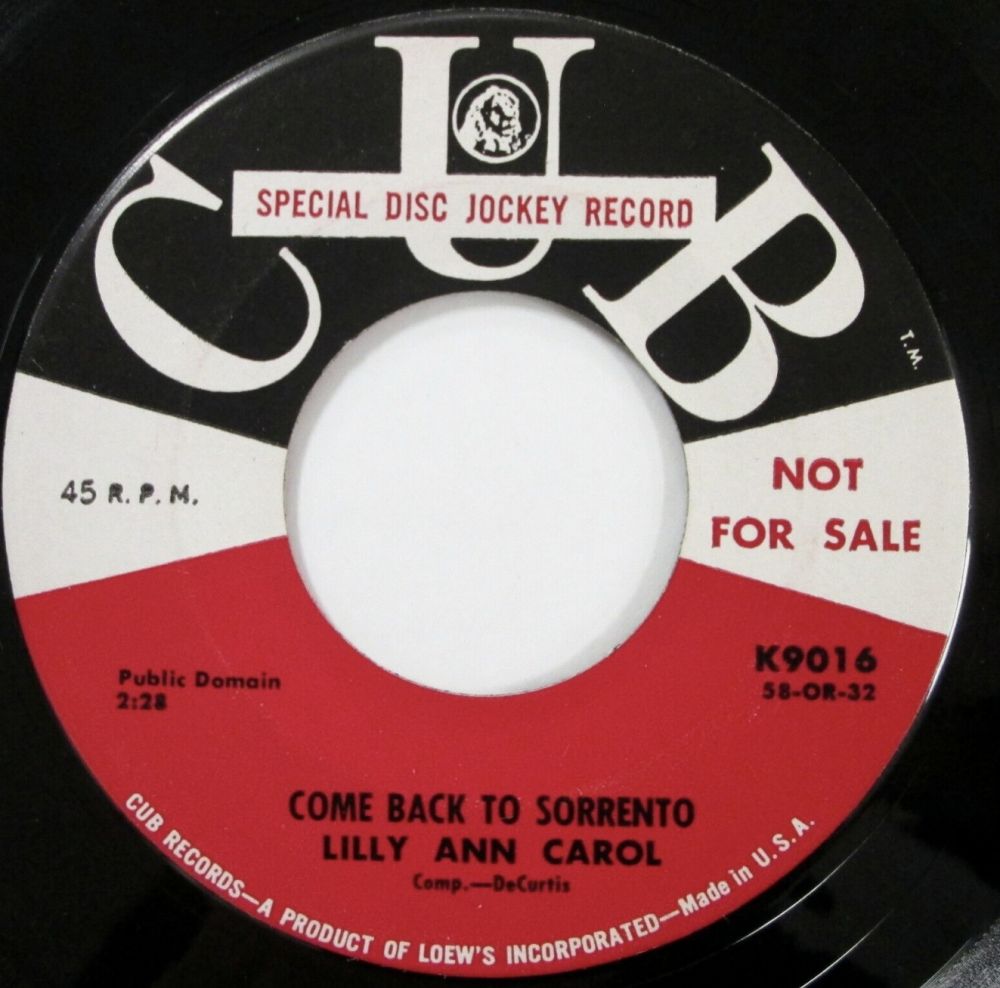 CUB
SPECIAL DISC JOCKEY RECORD
T.M.
45 R. P. M.
NOT
FOR SALE
K9016
58-OR-32
Public Domain
2:28
COME BACK TO SORRENTO
LILLY ANN CAROL
Comp.—DeCurtis
CUB RECORDS—A PRODUCT OF LOEW'S INCORPORATED—Made in U.S.A.